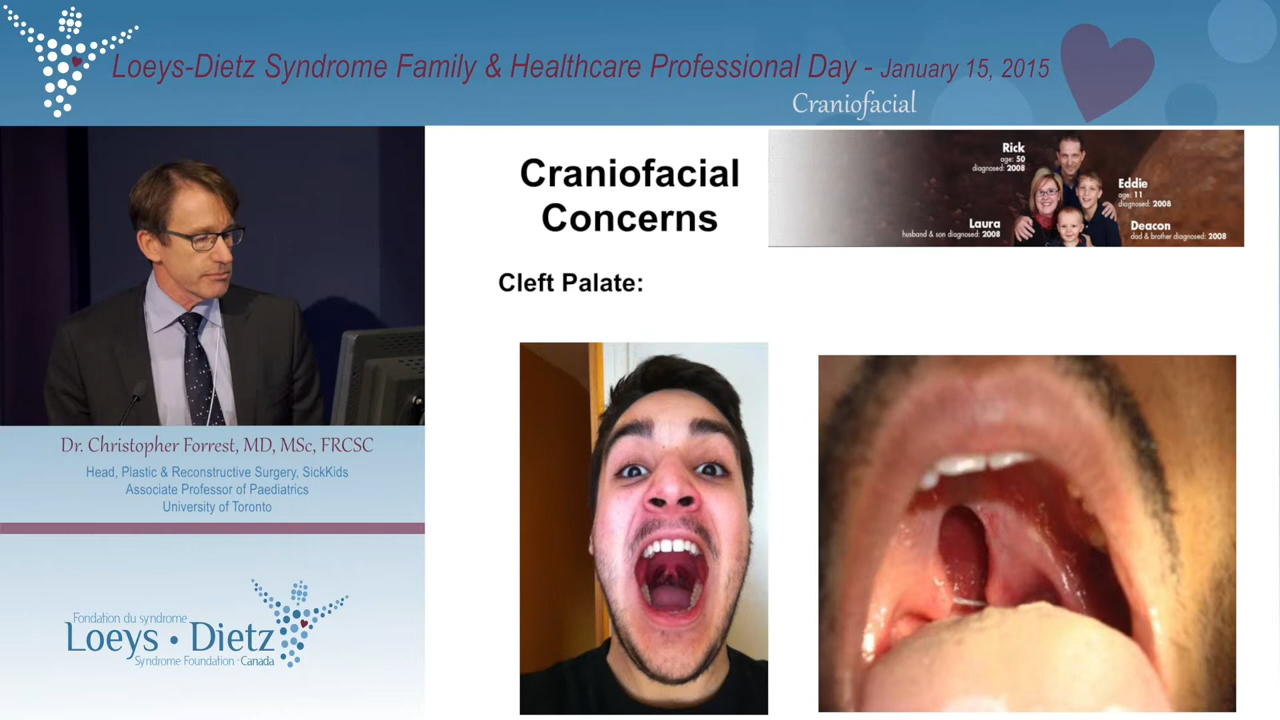 Loeys-Dietz Syndrome Family & Healthcare Professional Day - January 15, 2015
Craniofacial
Craniofacial
Concerns
Rick
age: 50
diagnosed: 2008
Eddie
age: 11
diagnosed: 2008
Laura
husband & son diagnosed: 2008
Deacon
dad & brother diagnosed: 2008
Cleft Palate:
Dr. Christopher Forrest, MD, MSc, FRCSC
Head, Plastic & Reconstructive Surgery, SickKids
Associate Professor of Paediatrics
University of Toronto
Fondation du syndrome
Loeys • Dietz
Syndrome Foundation · Canada